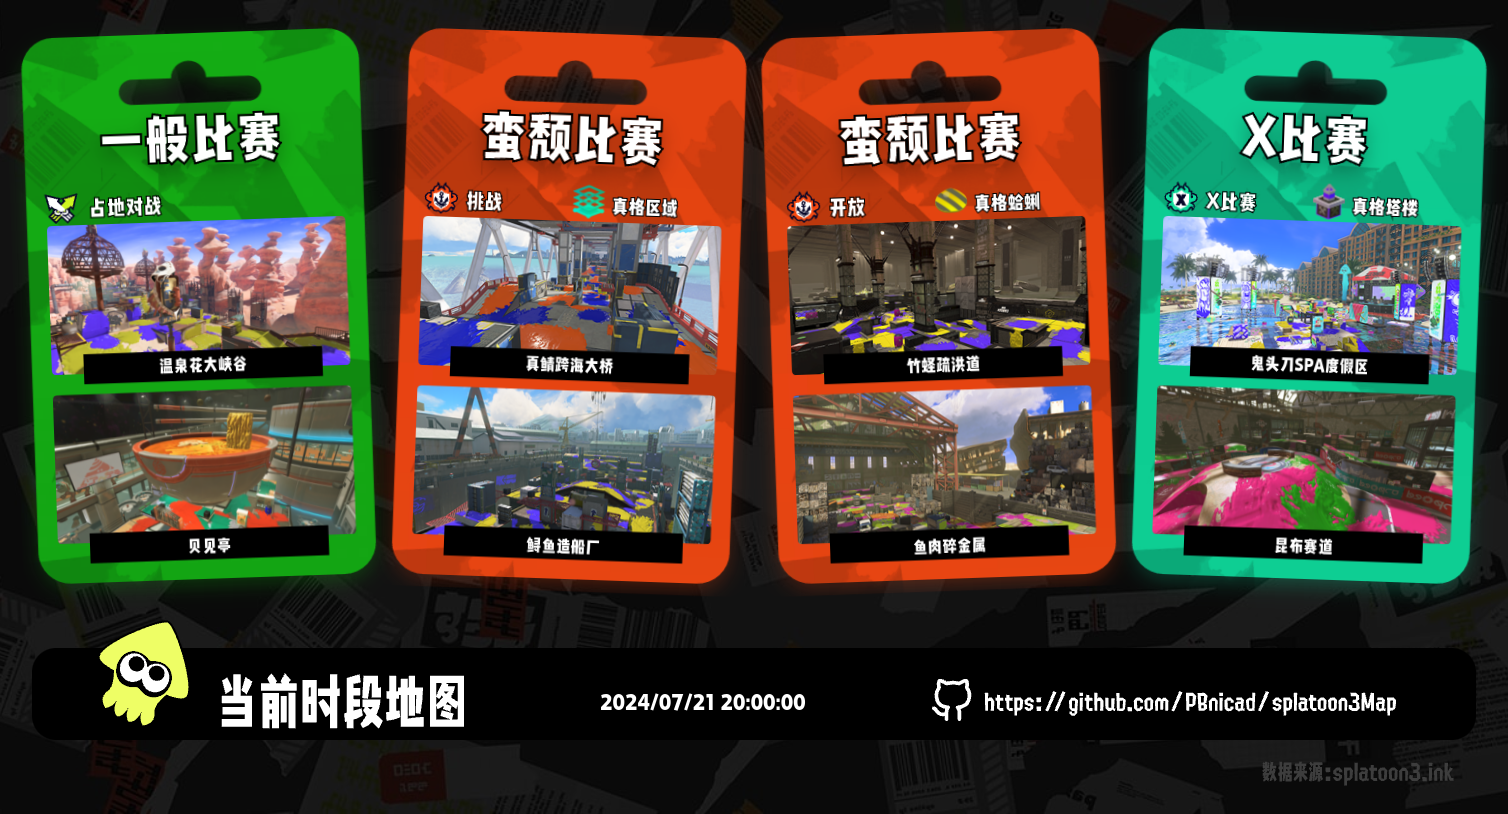 一般比赛
占地对战
温泉花大峡谷
贝见亭
蛮颓比赛
挑战
真格区域
真鲭跨海大桥
鲟鱼造船厂
蛮颓比赛
开放
真格蛤蜊
竹蛏疏洪道
鱼肉碎金属
X比赛
X比赛
真格塔楼
鬼头刀SPA度假区
昆布赛道
当前时段地图
2024/07/21 20:00:00
https://github.com/PBnicad/splatoon3Map
数据来源:splatoon3.ink